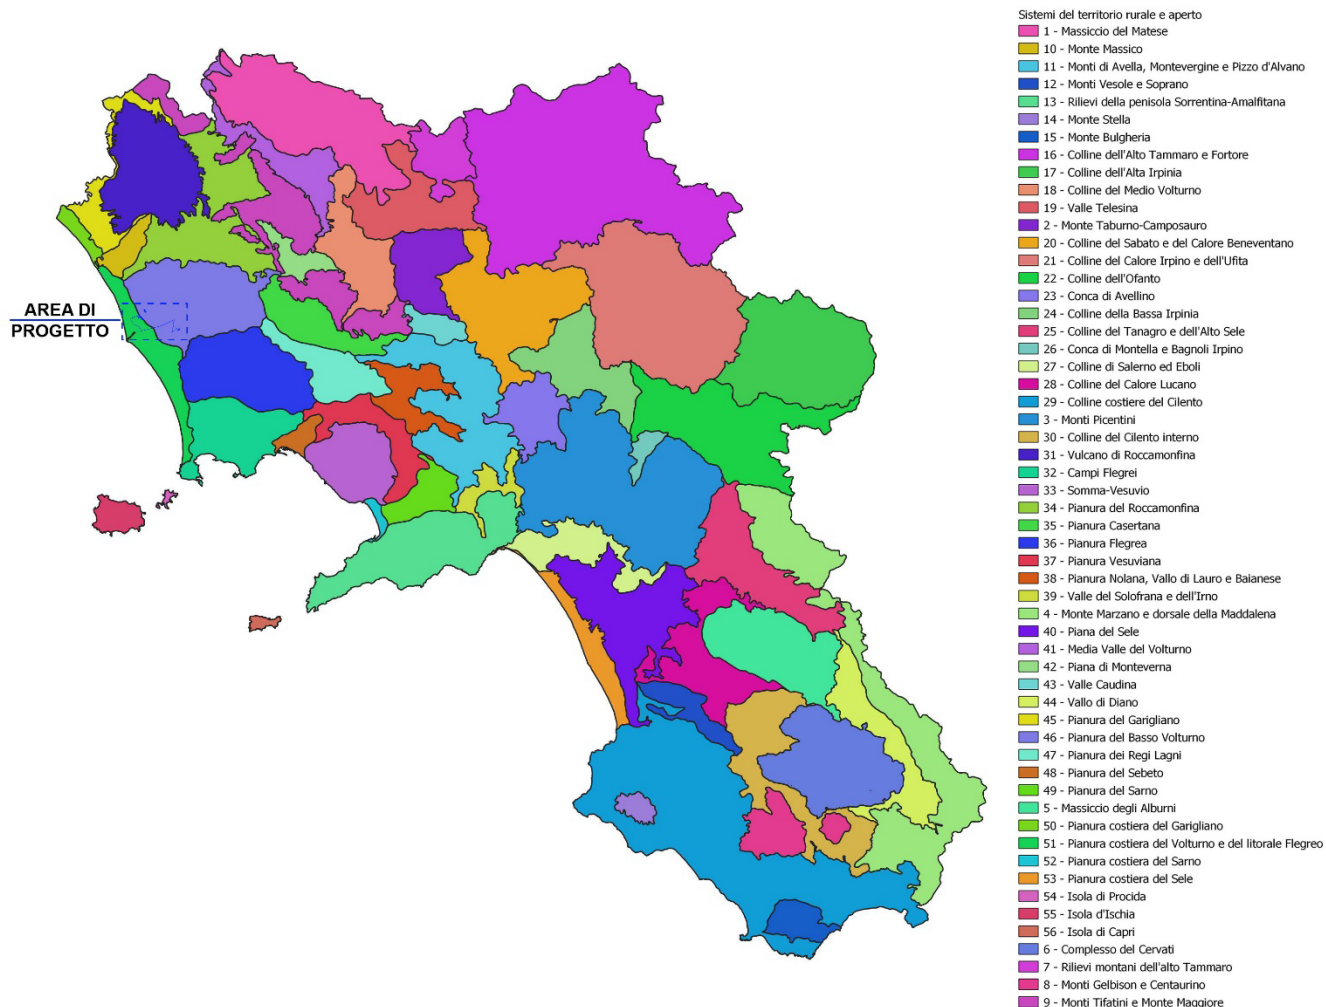 Sistemi del territorio rurale e aperto
1 - Massiccio del Matese
10 - Monte Massico
11 - Monti di Avella, Montevergine e Pizzo d'Alvano
12 - Monti Vesole e Soprano
13 - Rilievi della penisola Sorrentina-Amalfitana
14 - Monte Stella
15 - Monte Bulgheria
16 - Colline dell'Alto Tammaro e Fortore
17 - Colline dell'Alta Irpinia
18 - Colline del Medio Volturno
19 - Valle Telesina
2 - Monte Taburno-Camposauro
20 - Colline del Sabato e del Calore Beneventano
21 - Colline del Calore Irpino e dell'Ufita
22 - Colline dell'Ofanto
23 - Conca di Avellino
24 - Colline della Bassa Irpinia
25 - Colline del Tanagro e dell'Alto Sele
26 - Conca di Montella e Bagnoli Irpino
27 - Colline di Salerno ed Eboli
28 - Colline del Calore Lucano
29 - Colline costiere del Cilento
3 - Monti Picentini
30 - Colline del Cilento interno
31 - Vulcano di Roccamonfina
32 - Campi Flegrei
33 - Somma-Vesuvio
34 - Pianura del Roccamonfina
35 - Pianura Casertana
36 - Pianura Flegrea
37 - Pianura Vesuviana
38 - Pianura Nolana, Vallo di Lauro e Baianese
39 - Valle del Solofrana e dell'Irno
4 - Monte Marzano e dorsale della Maddalena
40 - Piana del Sele
41 - Media Valle del Volturno
42 - Piana di Monteverna
43 - Valle Caudina
44 - Vallo di Diano
45 - Pianura del Garigliano
46 - Pianura del Basso Volturno
47 - Pianura dei Regi Lagni
48 - Pianura del Sebeto
49 - Pianura del Sarno
5 - Massiccio degli Alburni
50 - Pianura costiera del Garigliano
51 - Pianura costiera del Volturno e del litorale Flegreo
52 - Pianura costiera del Sarno
53 - Pianura costiera del Sele
54 - Isola di Procida
55 - Isola d'Ischia
56 - Isola di Capri
6 - Complesso del Cervati
7 - Rilievi montani dell'alto Tammaro
8 - Monti Gelbison e Centaurino
9 - Monti Tifatini e Monte Maggiore
AREA DI
PROGETTO